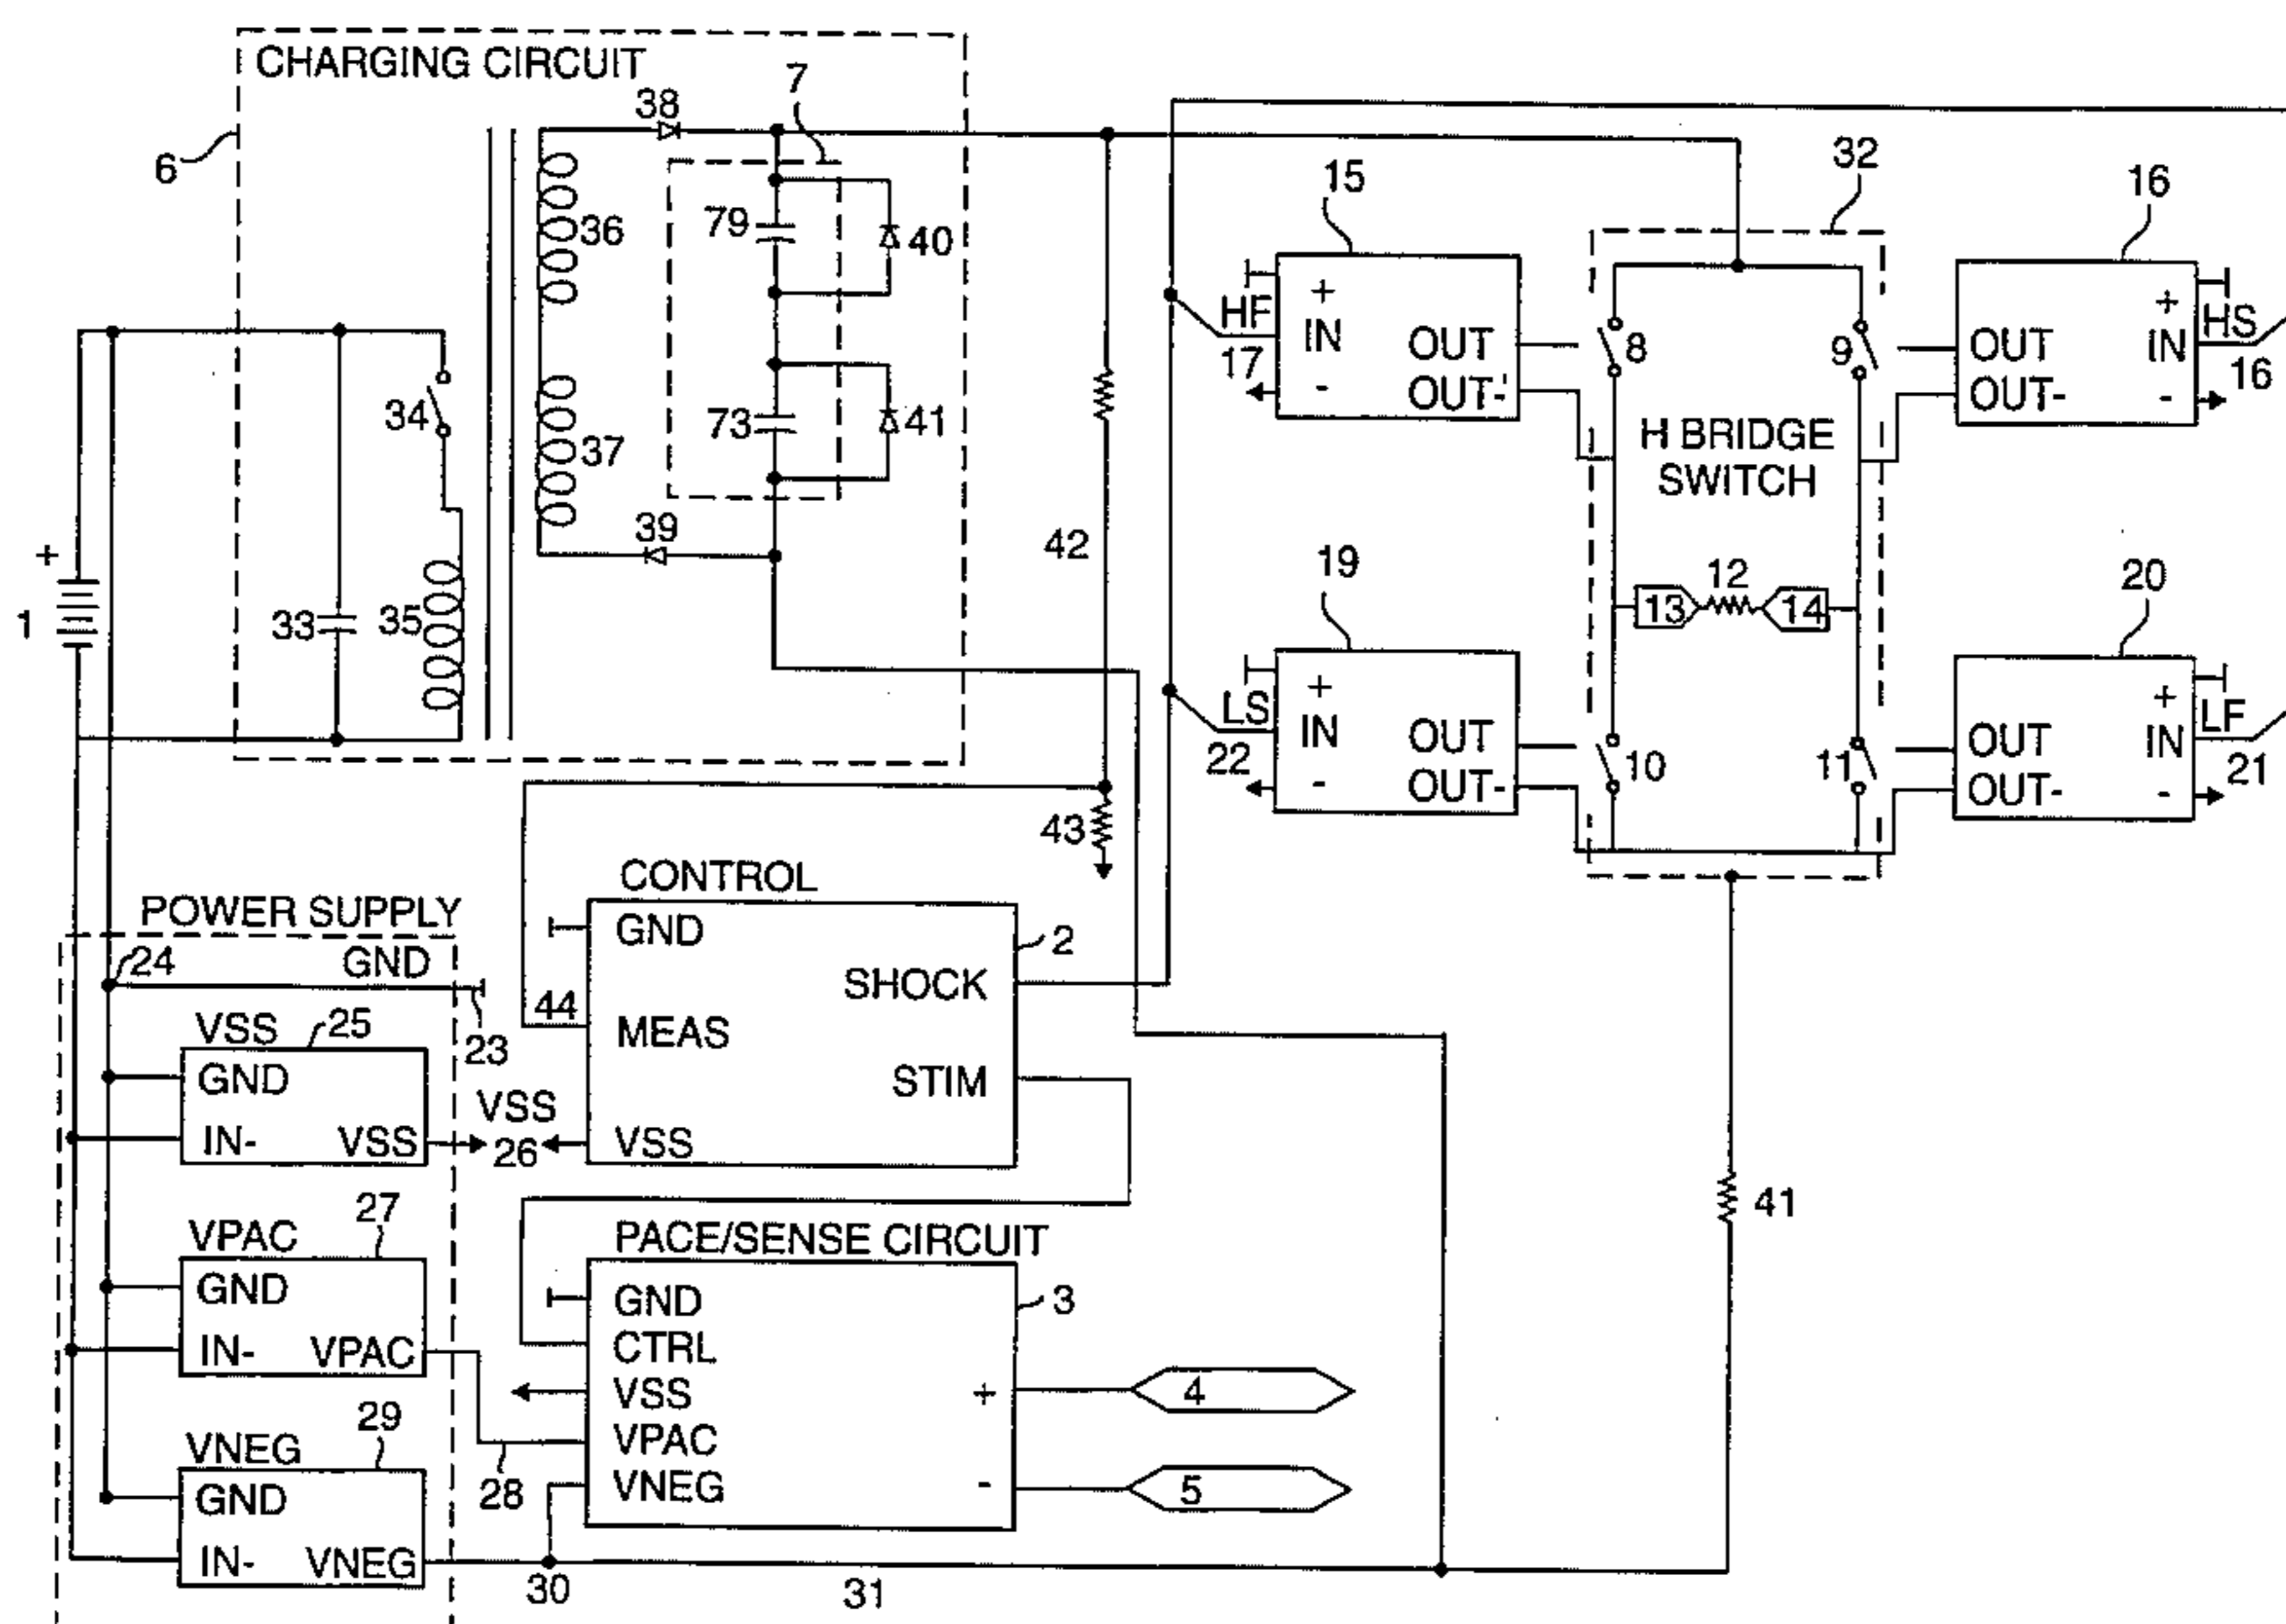 CHARGING CIRCUIT
6
7
38
36
37
39
79
73
40
41
34
33
35
+
1
42
43
15
HF
17
+
IN
-
OUT
OUT-
32
8
9
H BRIDGE
SWITCH
16
OUT
OUT-
+
IN
-
HS
16
19
LS
22
+
IN
-
OUT
OUT-
13
12
14
10
11
20
OUT
OUT-
+
IN
-
LF
21
POWER SUPPLY
24
GND
23
VSS
25
GND
IN-
VSS
VSS
26
VPAC
27
GND
IN-
VPAC
28
VNEG
29
GND
IN-
VNEG
30
31
CONTROL
2
GND
SHOCK
44
MEAS
STIM
VSS
PACE/SENSE CIRCUIT
3
GND
CTRL
VSS
VPAC
VNEG
+
-
4
5
41